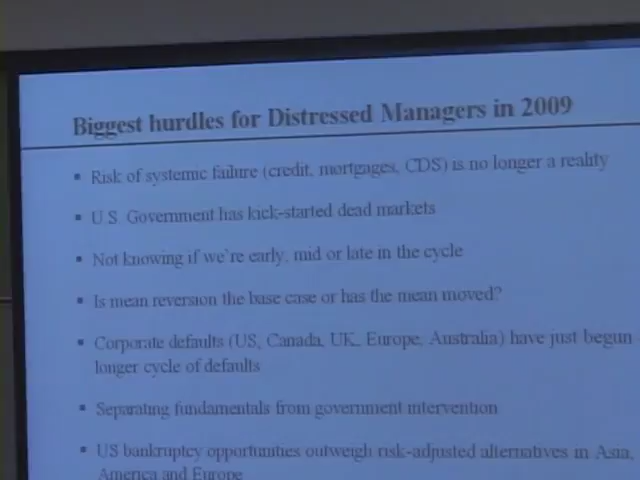 Biggest hurdles for Distressed Managers in 2009
▪ Risk of systemic failure (credit, mortgages, CDS) is no longer a reality
▪ U.S. Government has kick-started dead markets
▪ Not knowing if we're early, mid or late in the cycle
▪ Is mean reversion the base case or has the mean moved?
▪ Corporate defaults (US, Canada, UK, Europe, Australia) have just begun
longer cycle of defaults
▪ Separating fundamentals from government intervention
▪ US bankruptcy opportunities outweigh risk-adjusted alternatives in Asia,
America and Europe